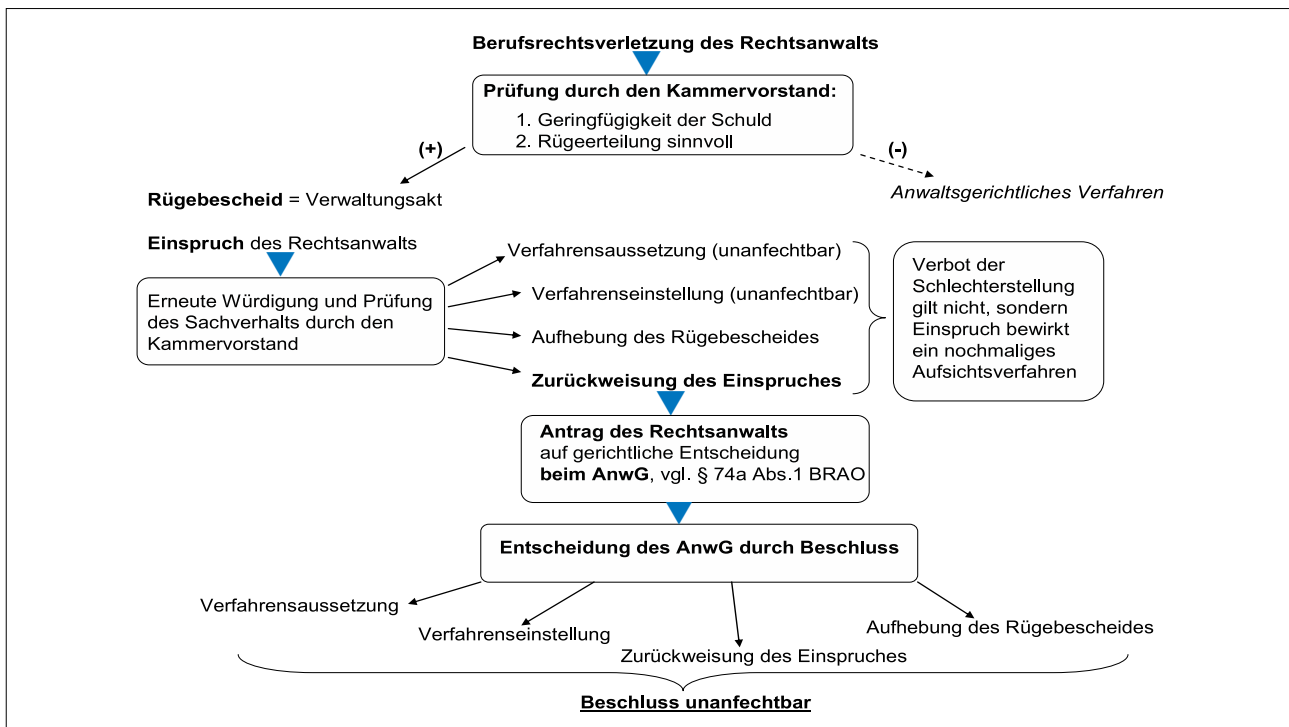 Berufsrechtsverletzung des Rechtsanwalts
Prüfung durch den Kammervorstand:
1. Geringfügigkeit der Schuld
2. Rügeerteilung sinnvoll
(+)
(-)
Rügebescheid = Verwaltungsakt
Anwaltsgerichtliches Verfahren
Einspruch des Rechtsanwalts
Erneute Würdigung und Prüfung
des Sachverhalts durch den
Kammervorstand
Verfahrensaussetzung (unanfechtbar)
Verfahrenseinstellung (unanfechtbar)
Aufhebung des Rügebescheides
Zurückweisung des Einspruches
Verbot der
Schlechterstellung
gilt nicht, sondern
Einspruch bewirkt
ein nochmaliges
Aufsichtsverfahren
Antrag des Rechtsanwalts
auf gerichtliche Entscheidung
beim AnwG, vgl. § 74a Abs.1 BRAO
Entscheidung des AnwG durch Beschluss
Verfahrensaussetzung
Verfahrenseinstellung
Zurückweisung des Einspruches
Aufhebung des Rügebescheides
Beschluss unanfechtbar